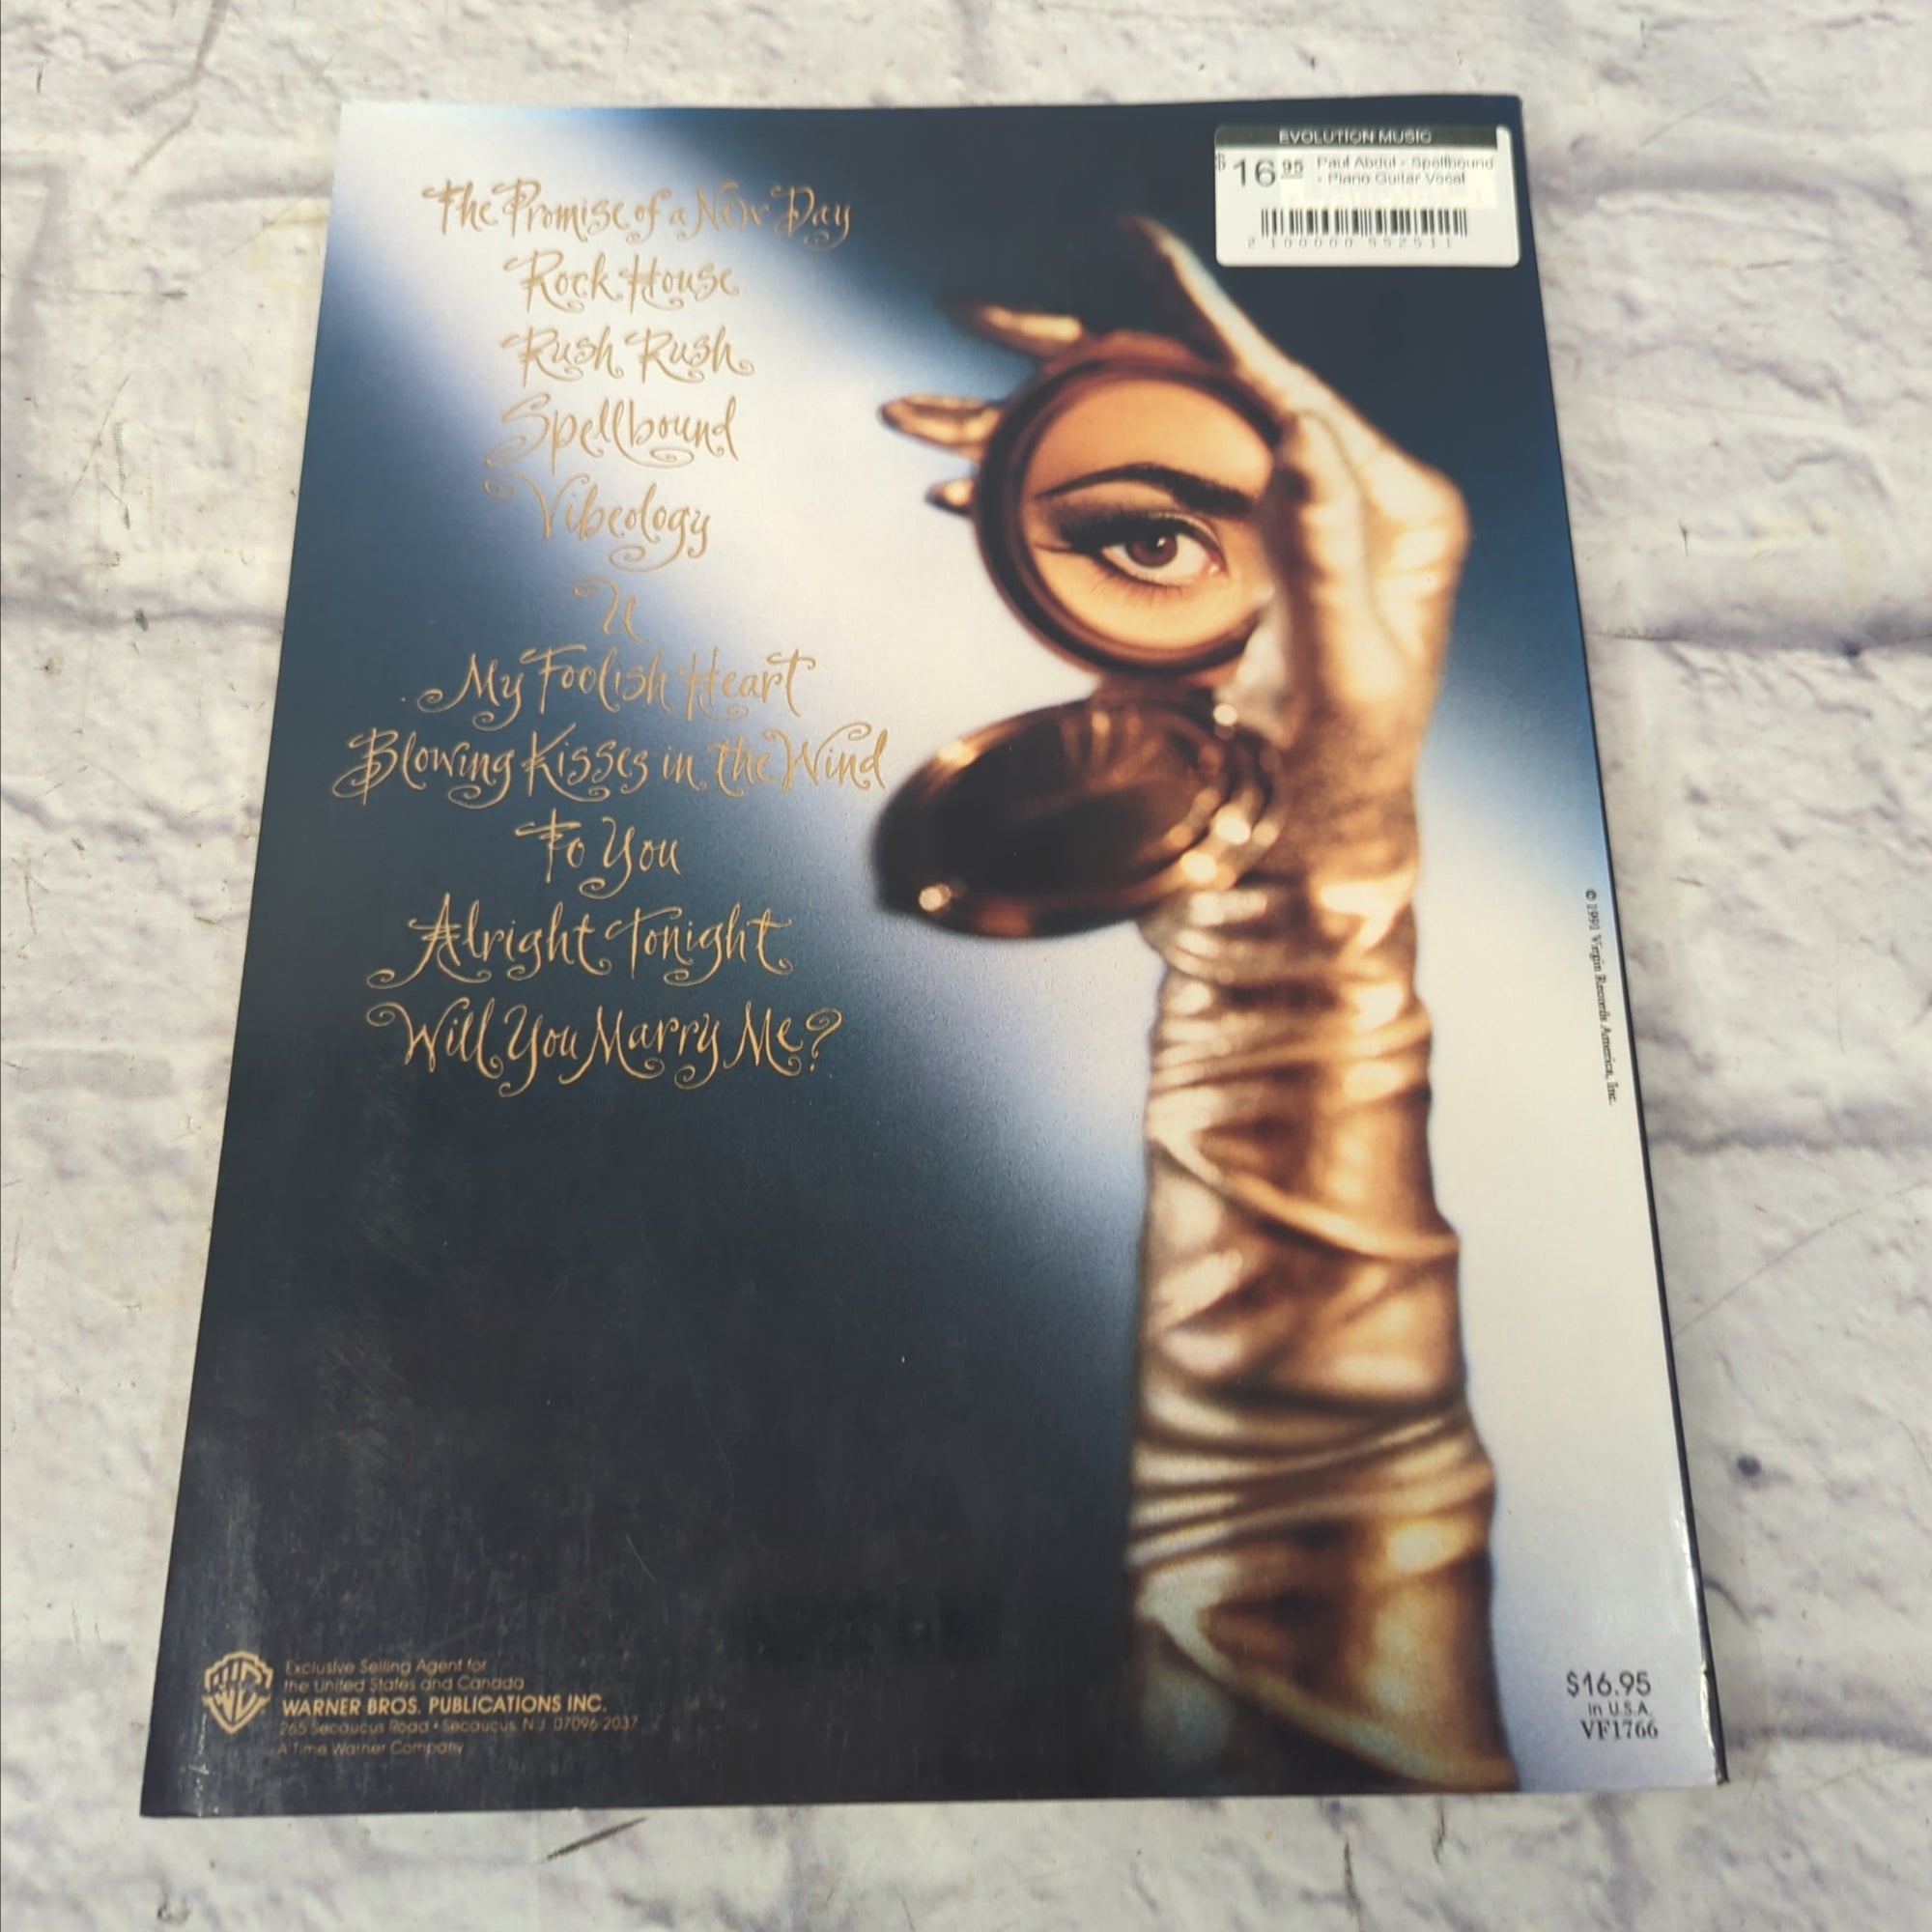 EVOLUTION MUSIC
$16.95 Paul Abdul - Spellbound
- Piano Guitar Vocal
2 100000 552511
The Promise of a New Day
Rock House
Rush Rush
Spellbound
Vibeology
U
My Foolish Heart
Blowing Kisses in the Wind
To You
Alright Tonight
Will You Marry Me?
© 1991 Virgin Records America, Inc.
Exclusive Selling Agent for
the United States and Canada
WARNER BROS. PUBLICATIONS INC.
265 Secaucus Road • Secaucus, N.J. 07096-2037
A Time Warner Company
$16.95
in U.S.A.
VF1766